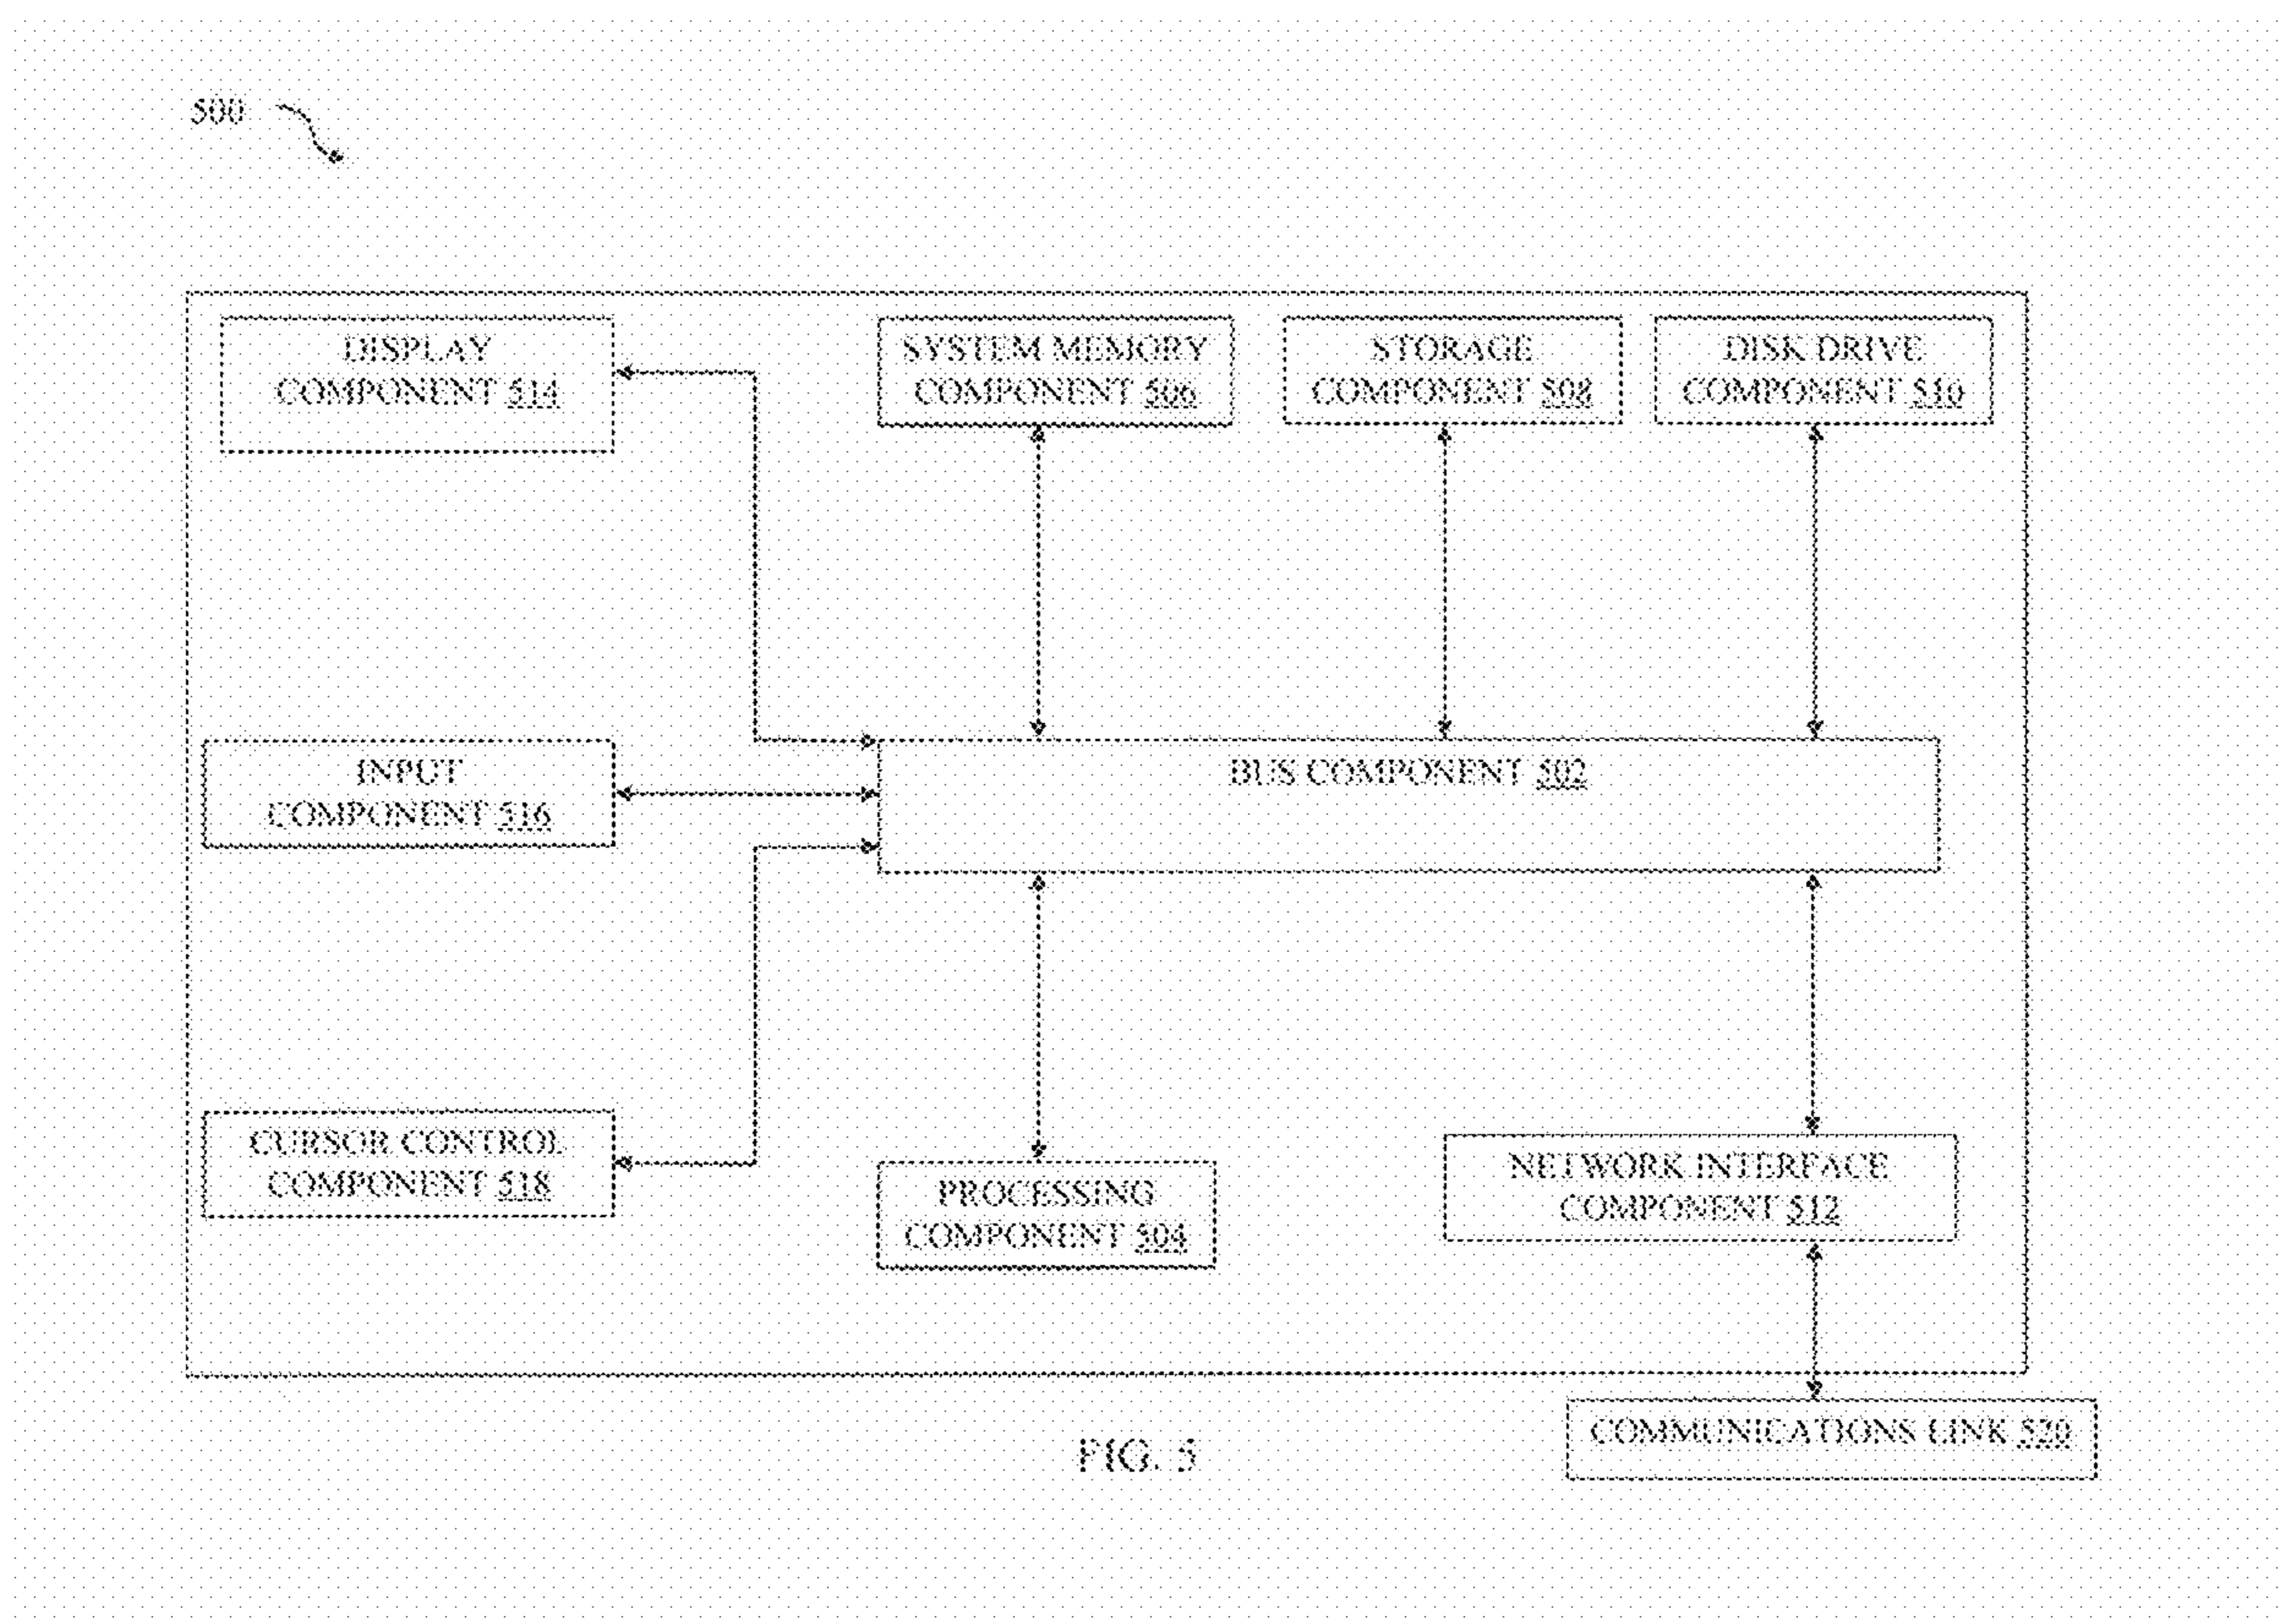 500
DISPLAY
COMPONENT 514
SYSTEM MEMORY
COMPONENT 506
STORAGE
COMPONENT 508
DISK DRIVE
COMPONENT 510
INPUT
COMPONENT 516
BUS COMPONENT 502
CURSOR CONTROL
COMPONENT 518
PROCESSING
COMPONENT 504
NETWORK INTERFACE
COMPONENT 512
COMMUNICATIONS LINK 520
FIG. 5